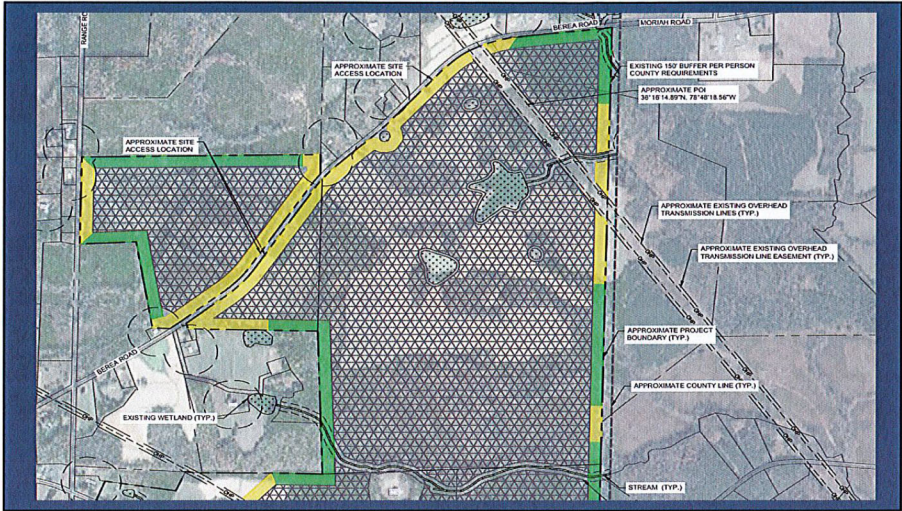 RANGE RO
BEREA ROAD
MORIAH ROAD
APPROXIMATE SITE
ACCESS LOCATION
EXISTING 150' BUFFER PER PERSON
COUNTY REQUIREMENTS
APPROXIMATE POI
36°18'14.89"N, 78°48'18.56"W
APPROXIMATE SITE
ACCESS LOCATION
APPROXIMATE EXISTING OVERHEAD
TRANSMISSION LINES (TYP.)
APPROXIMATE EXISTING OVERHEAD
TRANSMISSION LINE EASEMENT (TYP.)
APPROXIMATE PROJECT
BOUNDARY (TYP.)
BEREA ROAD
APPROXIMATE COUNTY LINE (TYP.)
EXISTING WETLAND (TYP.)
STREAM (TYP.)